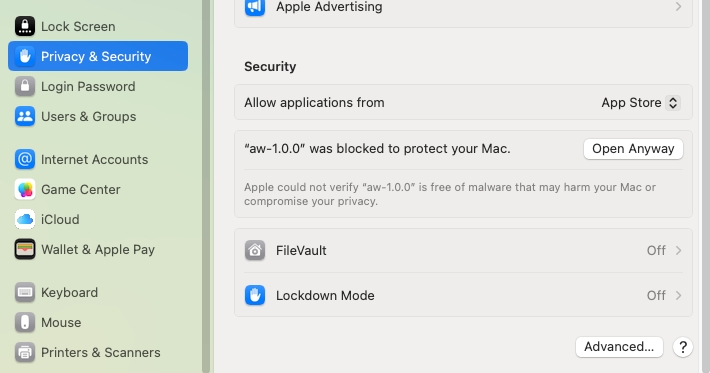 Lock Screen
Privacy & Security
Login Password
Users & Groups
Internet Accounts
Game Center
iCloud
Wallet & Apple Pay
Keyboard
Mouse
Printers & Scanners
Apple Advertising
Security
Allow applications from App Store
“aw-1.0.0” was blocked to protect your Mac. Open Anyway
Apple could not verify “aw-1.0.0” is free of malware that may harm your Mac or
compromise your privacy.
FileVault Off
Lockdown Mode Off
Advanced... ?